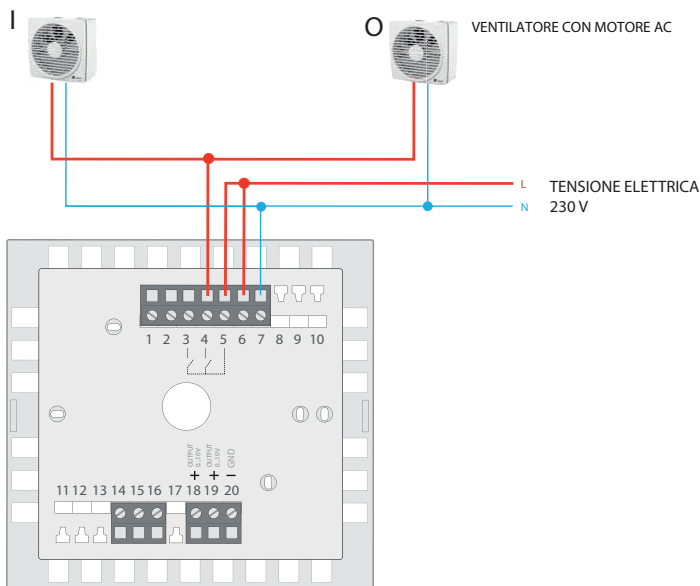 I
O VENTILATORE CON MOTORE AC
L TENSIONE ELETTRICA
N 230 V
1 2 3 4 5 6 7 8 9 10
OUTPUT 0..10V
OUTPUT 0..10V
GND
+ + −
11 12 13 14 15 16 17 18 19 20